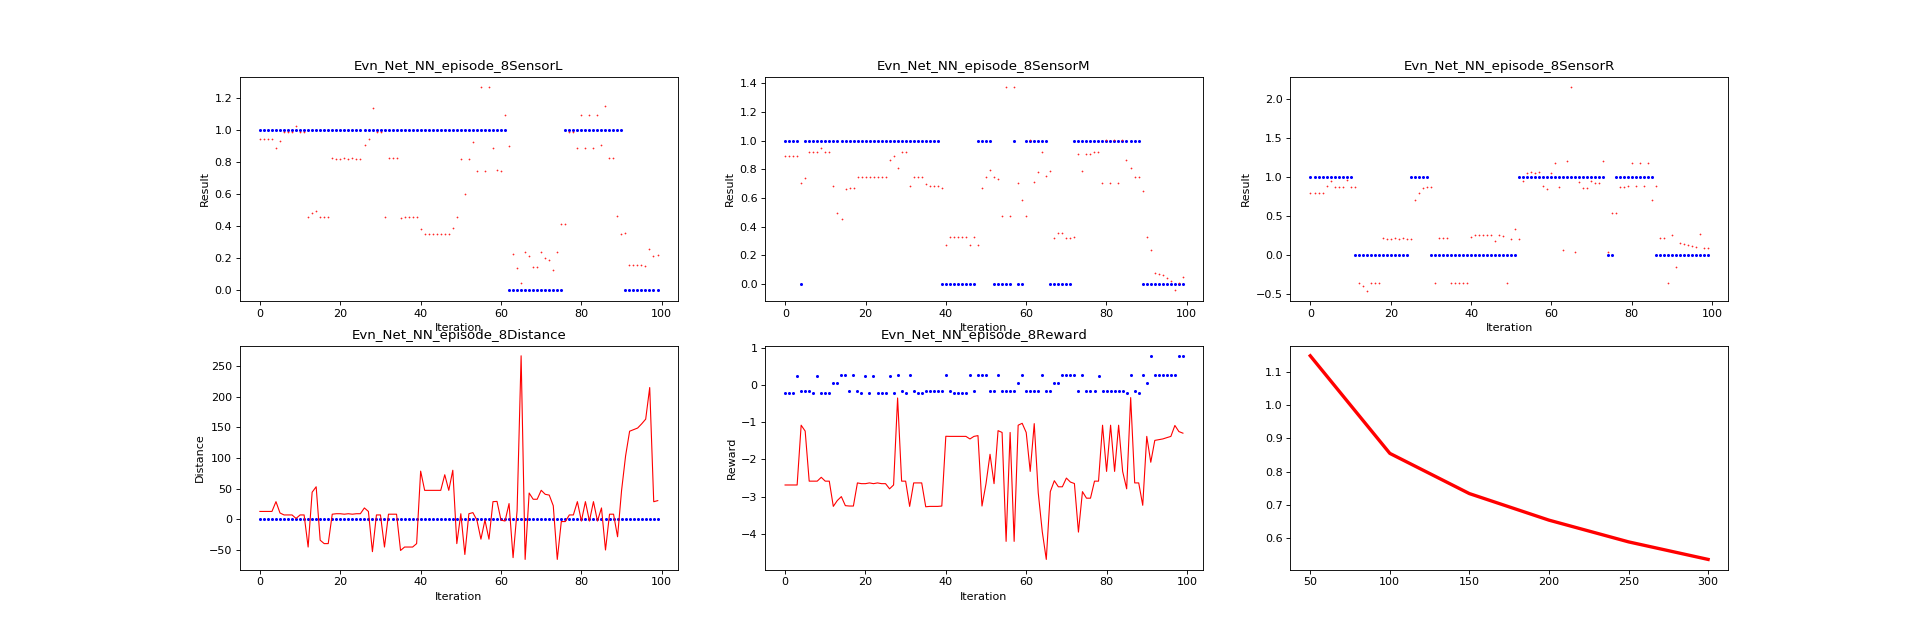 Evn_Net_NN_episode_8SensorL
Result
1.2
1.0
0.8
0.6
0.4
0.2
0.0
0 20 40 60 80 100
Iteration
Evn_Net_NN_episode_8SensorM
Result
1.4
1.2
1.0
0.8
0.6
0.4
0.2
0.0
0 20 40 60 80 100
Iteration
Evn_Net_NN_episode_8SensorR
Result
2.0
1.5
1.0
0.5
0.0
−0.5
0 20 40 60 80 100
Iteration
Evn_Net_NN_episode_8Distance
Distance
250
200
150
100
50
0
−50
0 20 40 60 80 100
Iteration
Evn_Net_NN_episode_8Reward
Reward
1
0
−1
−2
−3
−4
0 20 40 60 80 100
Iteration
1.1
1.0
0.9
0.8
0.7
0.6
50 100 150 200 250 300